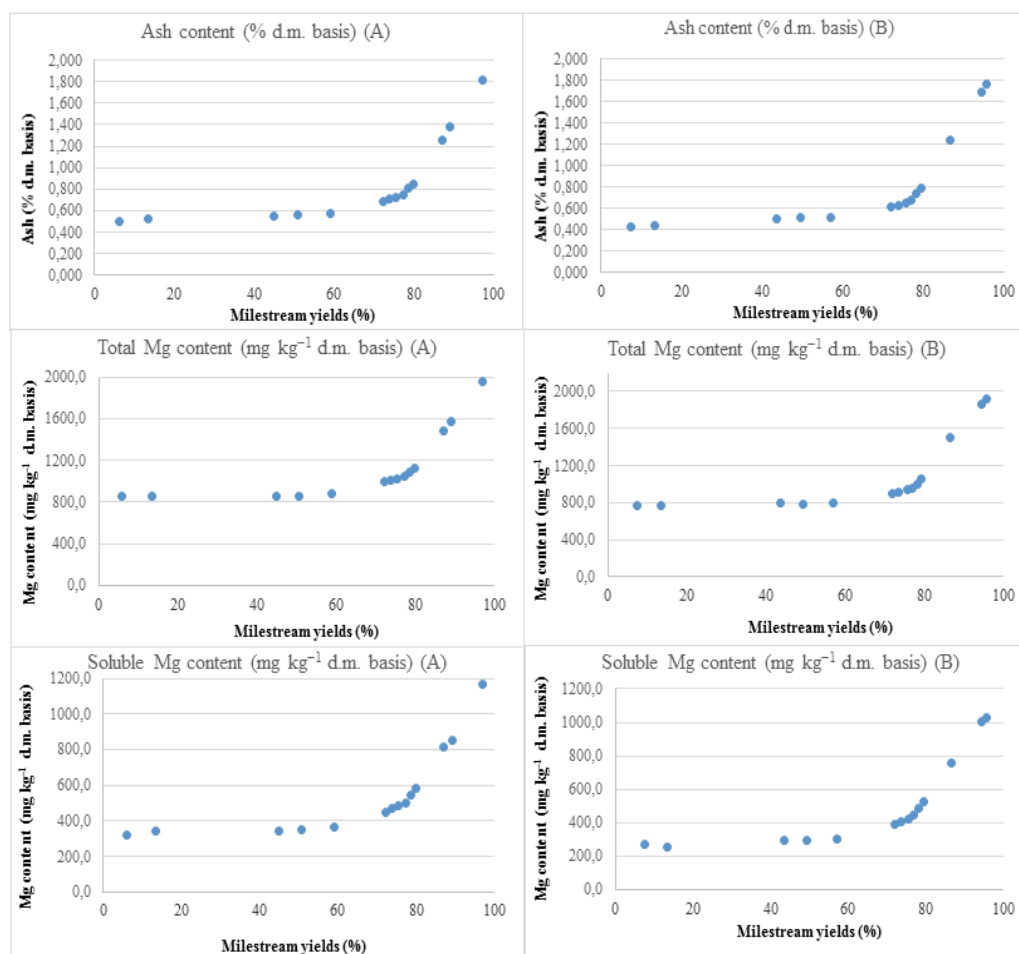 Ash content (% d.m. basis) (A)
2,000
1,800
1,600
1,400
1,200
1,000
0,800
0,600
0,400
0,200
0,000
Ash (% d.m. basis)
0 20 40 60 80 100
Milestream yields (%)
Ash content (% d.m. basis) (B)
2,000
1,800
1,600
1,400
1,200
1,000
0,800
0,600
0,400
0,200
0,000
Ash (% d.m. basis)
0 20 40 60 80 100
Milestream yields (%)
Total Mg content (mg kg⁻¹ d.m. basis) (A)
2000,0
1600,0
1200,0
800,0
400,0
0,0
Mg content (mg kg⁻¹ d.m. basis)
0 20 40 60 80 100
Milestream yields (%)
Total Mg content (mg kg⁻¹ d.m. basis) (B)
2000,0
1600,0
1200,0
800,0
400,0
0,0
Mg content (mg kg⁻¹ d.m. basis)
0 20 40 60 80 100
Milestream yields (%)
Soluble Mg content (mg kg⁻¹ d.m. basis) (A)
1200,0
1000,0
800,0
600,0
400,0
200,0
0,0
Mg content (mg kg⁻¹ d.m. basis)
0 20 40 60 80 100
Milestream yields (%)
Soluble Mg content (mg kg⁻¹ d.m. basis) (B)
1200,0
1000,0
800,0
600,0
400,0
200,0
0,0
Mg content (mg kg⁻¹ d.m. basis)
0 20 40 60 80 100
Milestream yields (%)